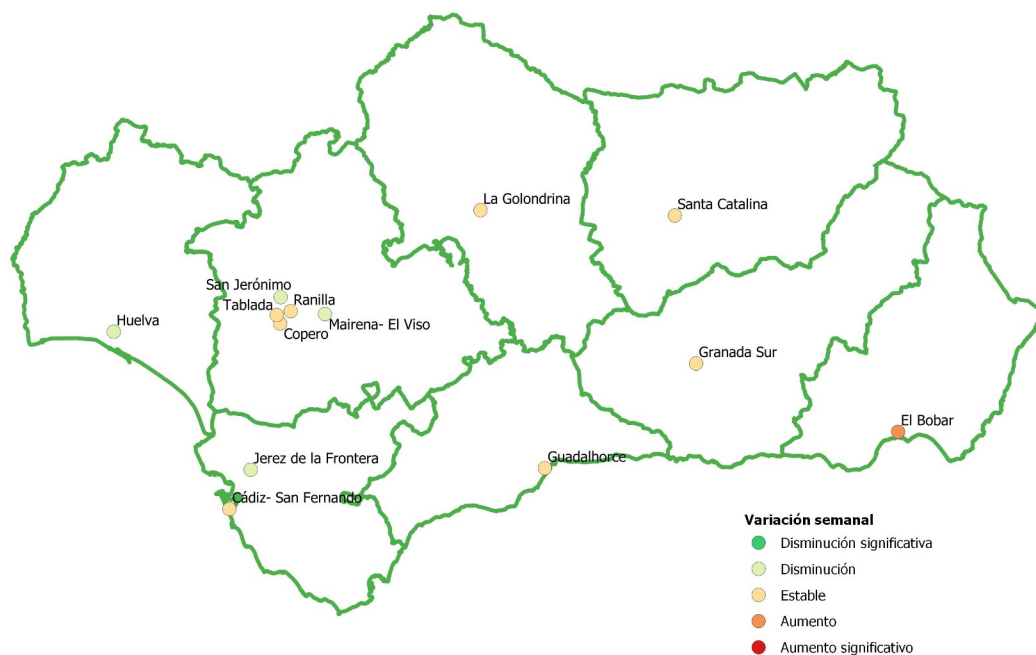 La Golondrina
Santa Catalina
San Jerónimo
Ranilla
Tablada
Huelva
Mairena- El Viso
Copero
Granada Sur
El Bobar
Guadalhorce
Jerez de la Frontera
Cádiz- San Fernando
Variación semanal
Disminución significativa
Disminución
Estable
Aumento
Aumento significativo